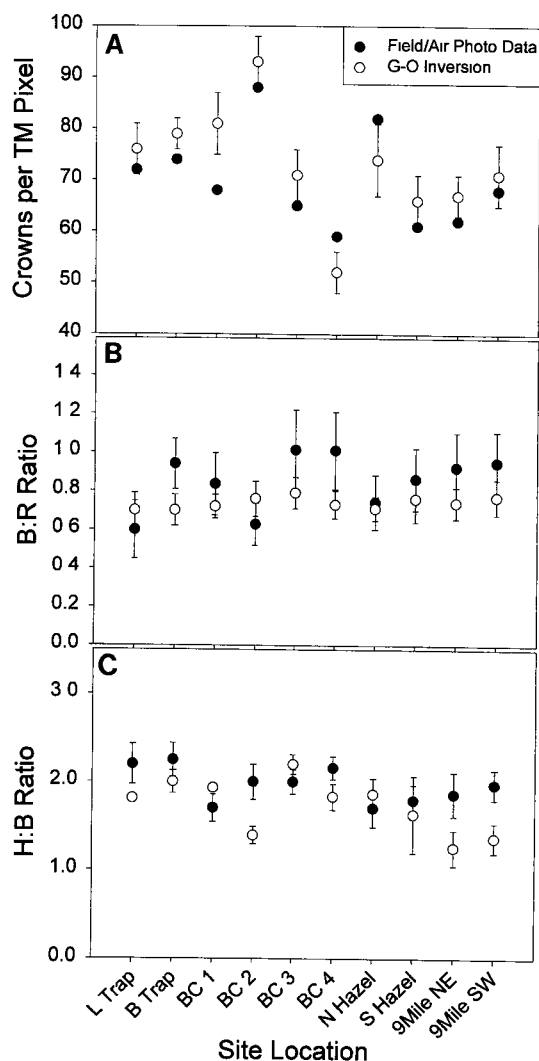 A
Field/Air Photo Data
G-O Inversion
Crowns per TM Pixel
100
90
80
70
60
50
40
B
B:R Ratio
1 4
1 2
1.0
0.8
0 6
0 4
0 2
0.0
C
H:B Ratio
3.0
2.0
1.0
0.0
L Trap
B Trap
BC 1
BC 2
BC 3
BC 4
N Hazel
S Hazel
9Mile NE
9Mile SW
Site Location